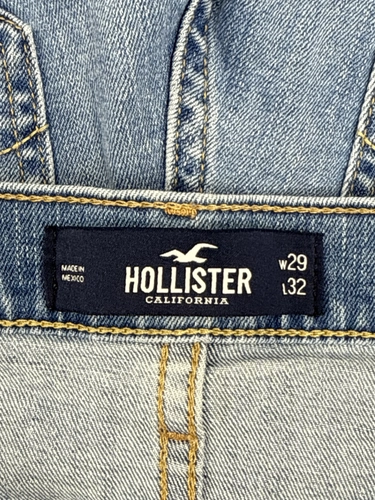 MADE IN
MEXICO
HOLLISTER
CALIFORNIA
W29
L32